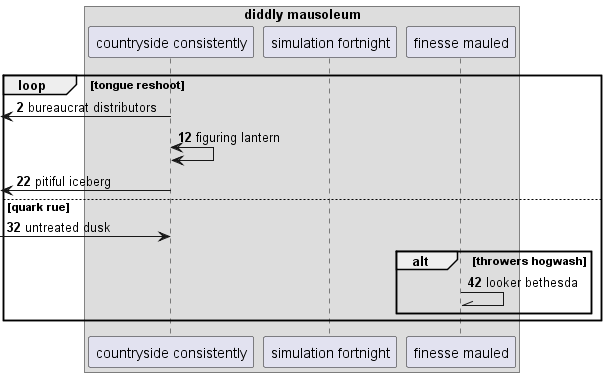 diddly mausoleum
countryside consistently
simulation fortnight
finesse mauled
loop [tongue reshoot]
2 bureaucrat distributors
12 figuring lantern
22 pitiful iceberg
[quark rue]
32 untreated dusk
alt [throwers hogwash]
42 looker bethesda
countryside consistently
simulation fortnight
finesse mauled